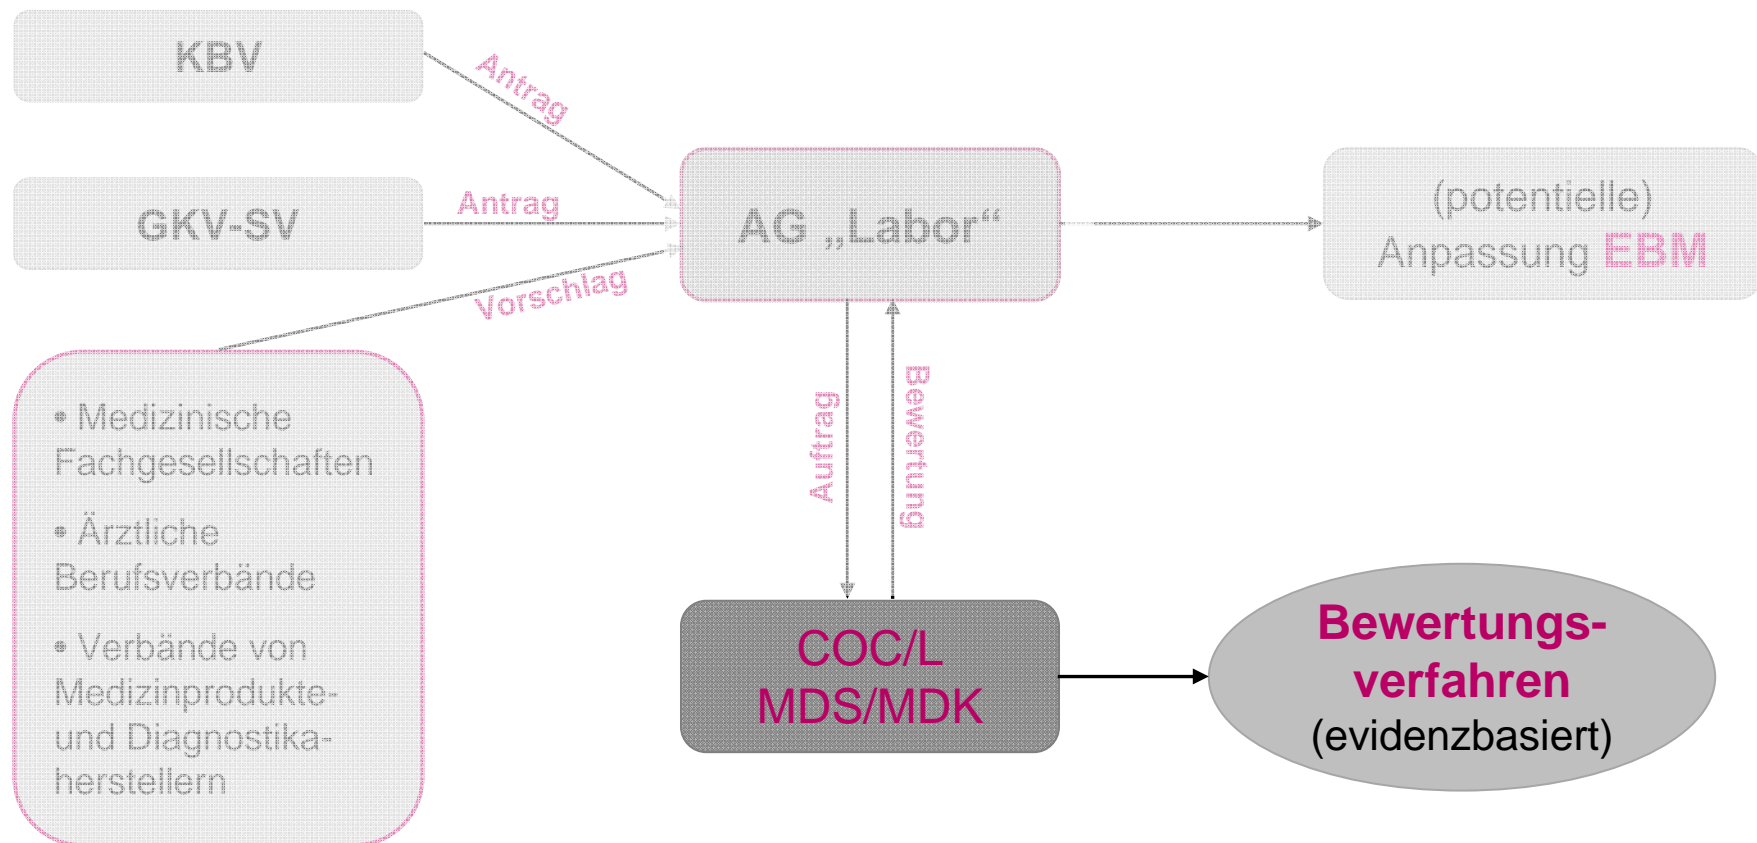 KBV
Antrag
GKV-SV
Antrag
Vorschlag
AG „Labor“
(potentielle)
Anpassung EBM
• Medizinische
Fachgesellschaften
• Ärztliche
Berufsverbände
• Verbände von
Medizinprodukte-
und Diagnostika-
herstellern
Auftrag
Bewertung
COC/L
MDS/MDK
Bewertungs-
verfahren
(evidenzbasiert)